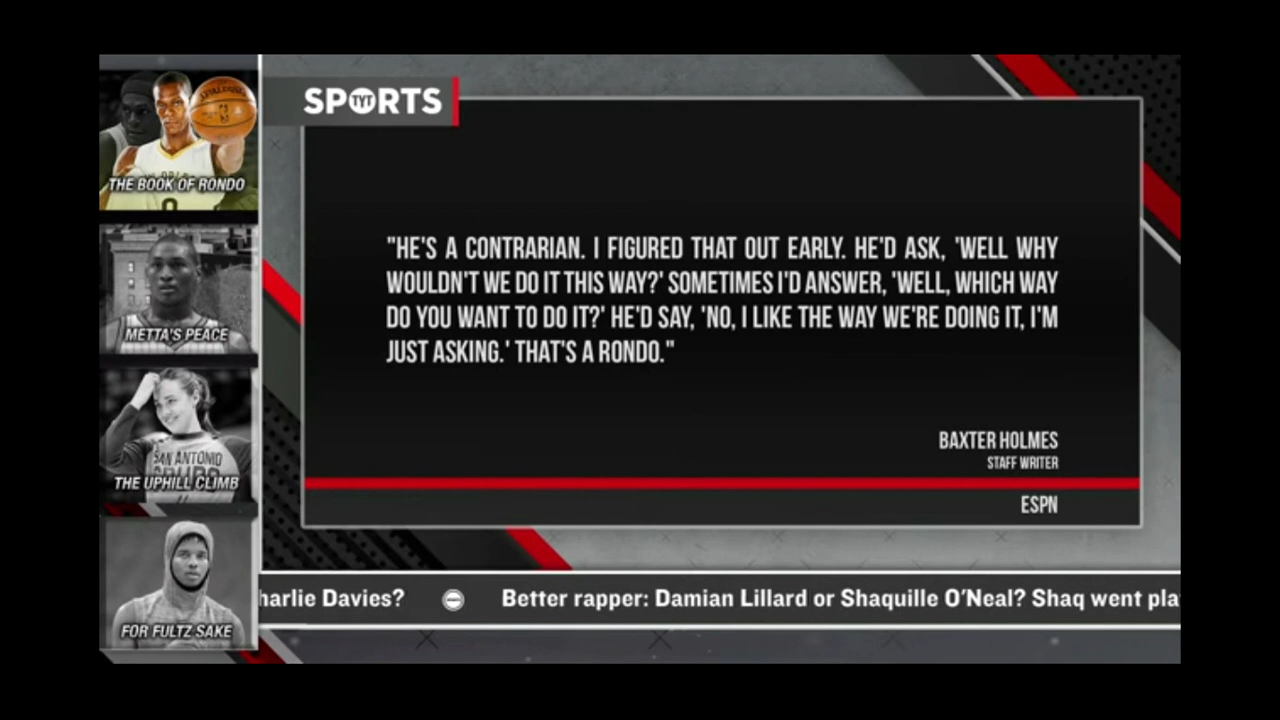 SPORTS
TYT
SPALDING
THE BOOK OF RONDO
METTA'S PEACE
SAN ANTONIO
SPURS
THE UPHILL CLIMB
FOR FULTZ SAKE
"HE'S A CONTRARIAN. I FIGURED THAT OUT EARLY. HE'D ASK, 'WELL WHY
WOULDN'T WE DO IT THIS WAY?' SOMETIMES I'D ANSWER, 'WELL, WHICH WAY
DO YOU WANT TO DO IT?' HE'D SAY, 'NO, I LIKE THE WAY WE'RE DOING IT, I'M
JUST ASKING.' THAT'S A RONDO."
BAXTER HOLMES
STAFF WRITER
ESPN
harlie Davies? Better rapper: Damian Lillard or Shaquille O'Neal? Shaq went pla